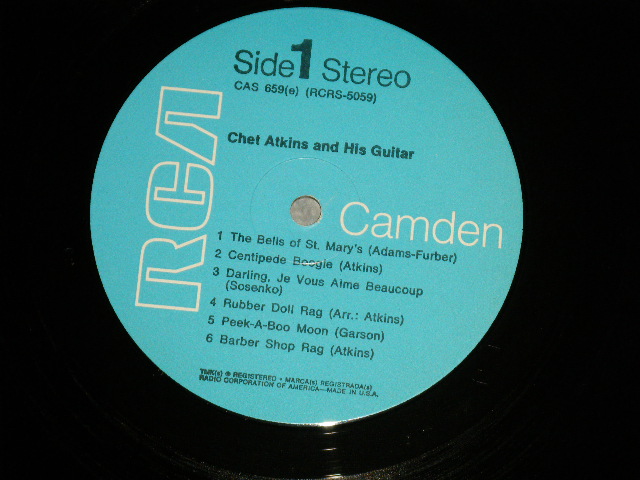 Side 1 Stereo
CAS 659(e) (RCRS-5059)
Chet Atkins and His Guitar
RCA
Camden
1 The Bells of St. Mary's (Adams-Furber)
2 Centipede Boogie (Atkins)
3 Darling, Je Vous Aime Beaucoup
(Sosenko)
4 Rubber Doll Rag (Arr.: Atkins)
5 Peek-A-Boo Moon (Garson)
6 Barber Shop Rag (Atkins)
TMK(s) ® REGISTERED • MARCA(s) REGISTRADA(s)
RADIO CORPORATION OF AMERICA—MADE IN U.S.A.